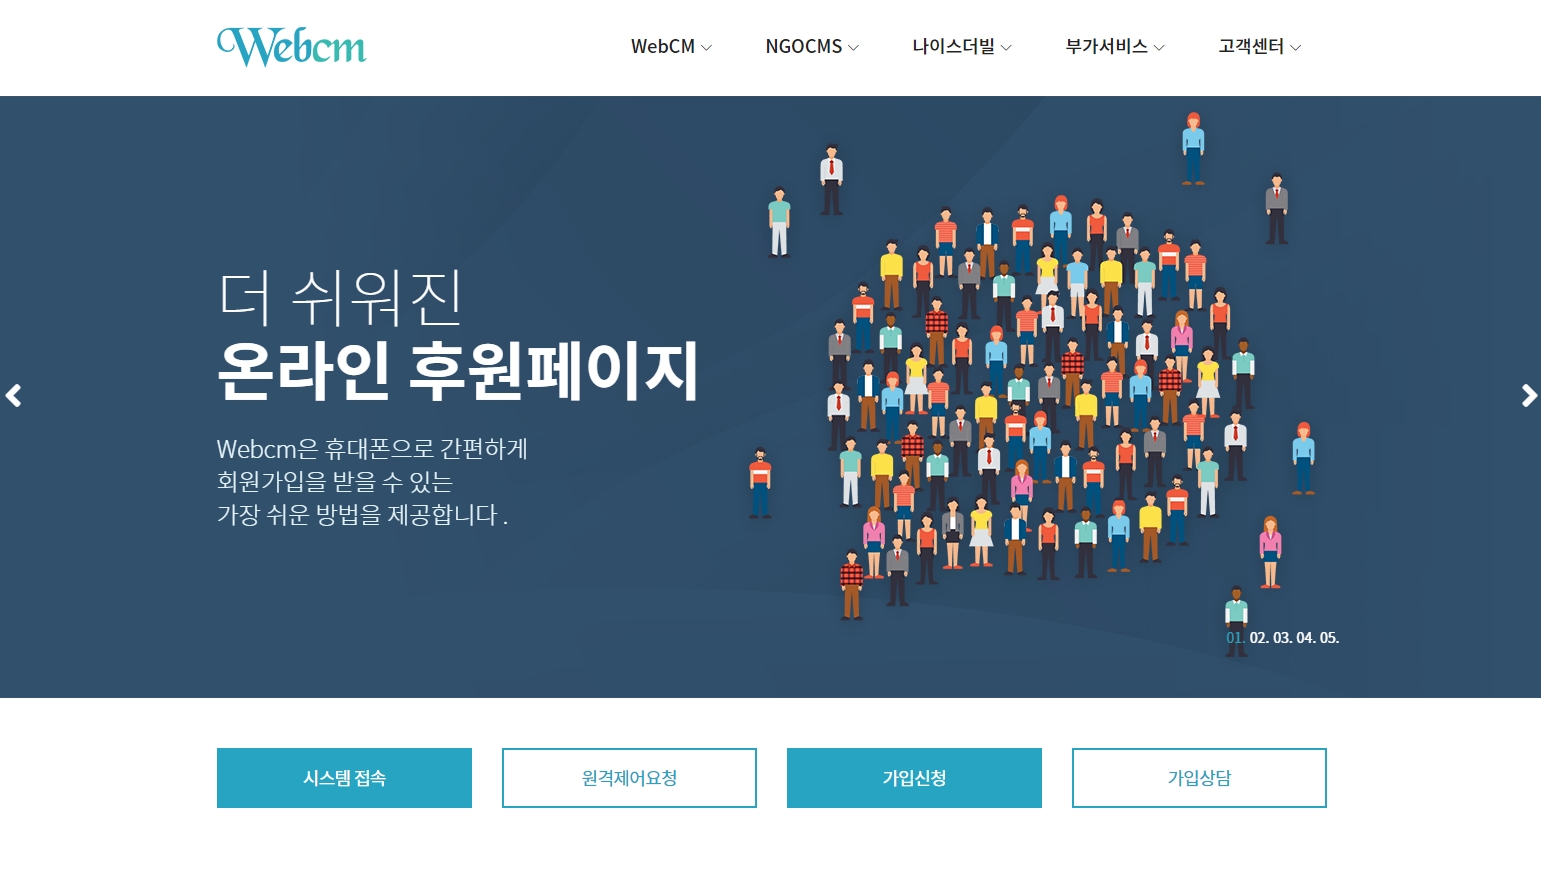 Webcm
WebCM NGOCMS 나이스더빌 부가서비스 고객센터
더 쉬워진
온라인 후원페이지
Webcm은 휴대폰으로 간편하게
회원가입을 받을 수 있는
가장 쉬운 방법을 제공합니다 .
01. 02. 03. 04. 05.
시스템 접속 원격제어요청 가입신청 가입상담